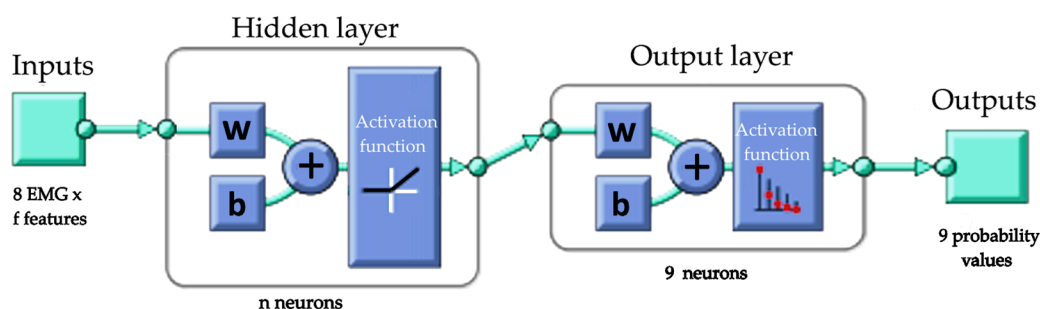 Inputs
8 EMG x
f features
Hidden layer
w
b
+
Activation
function
n neurons
Output layer
w
b
+
Activation
function
9 neurons
Outputs
9 probability
values